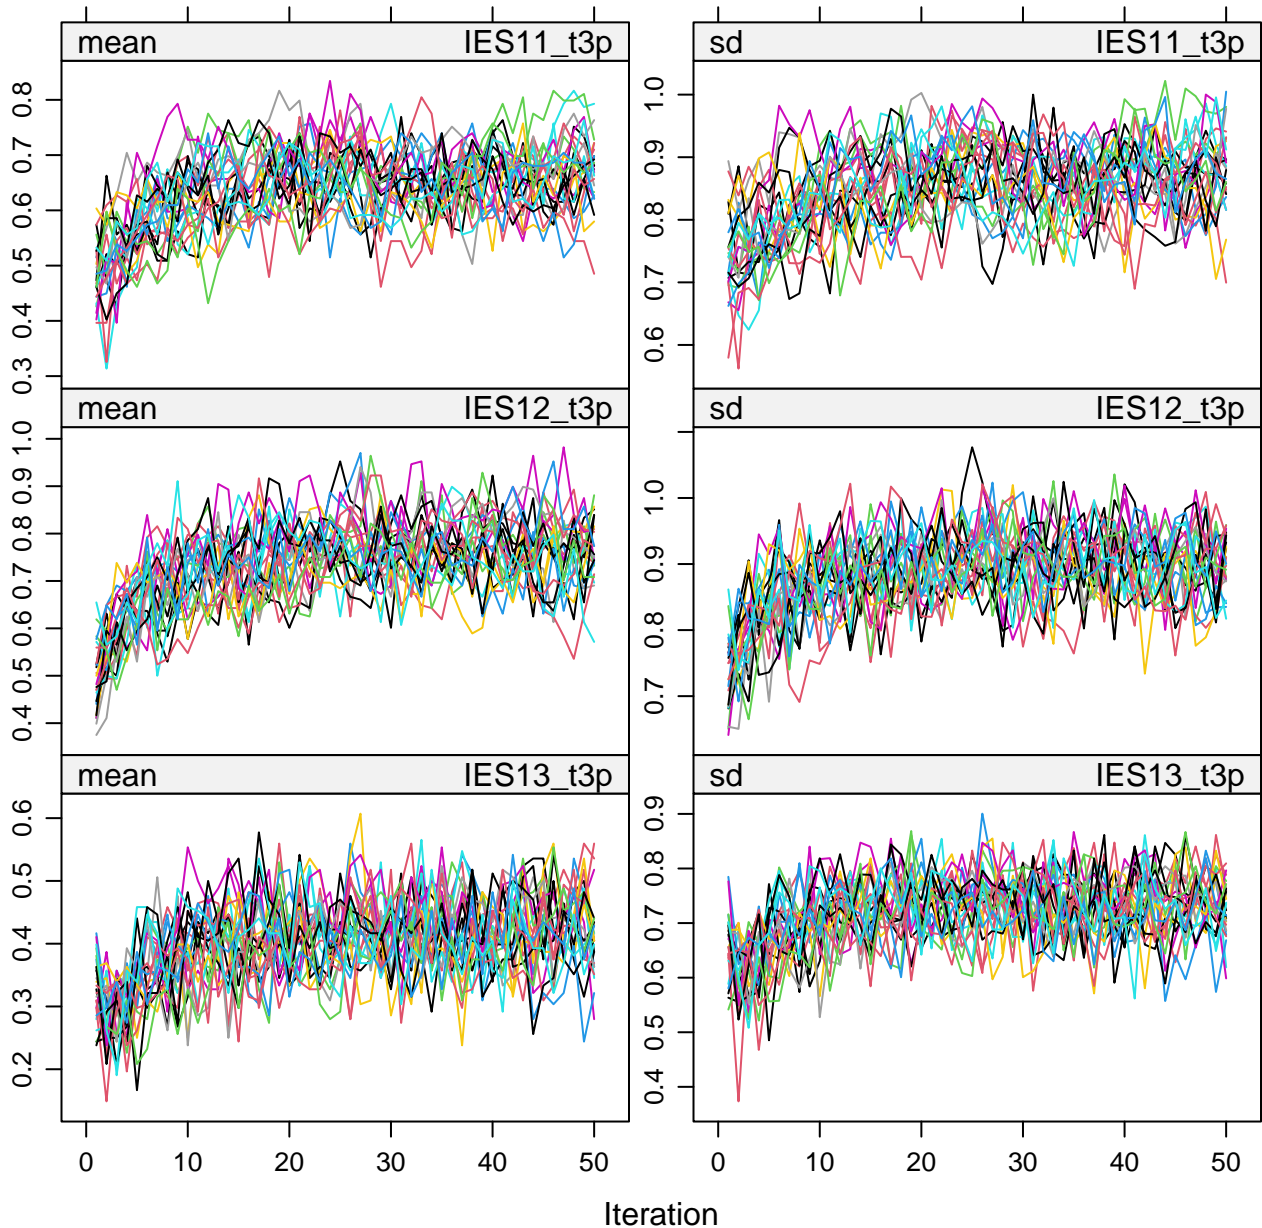 mean IES11_t3p
sd IES11_t3p
0.3 0.4 0.5 0.6 0.7 0.8
0.6 0.7 0.8 0.9 1.0
mean IES12_t3p
sd IES12_t3p
0.4 0.5 0.6 0.7 0.8 0.9 1.0
0.7 0.8 0.9 1.0
mean IES13_t3p
sd IES13_t3p
0.2 0.3 0.4 0.5 0.6
0.4 0.5 0.6 0.7 0.8 0.9
0 10 20 30 40 50
0 10 20 30 40 50
Iteration